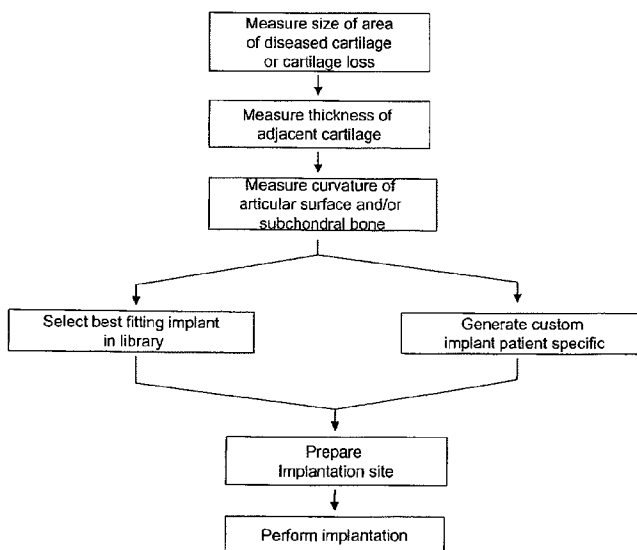 Measure size of area
of diseased cartilage
or cartilage loss
Measure thickness of
adjacent cartilage
Measure curvature of
articular surface and/or
subchondral bone
Select best fitting implant
in library
Generate custom
implant patient specific
Prepare
Implantation site
Perform implantation